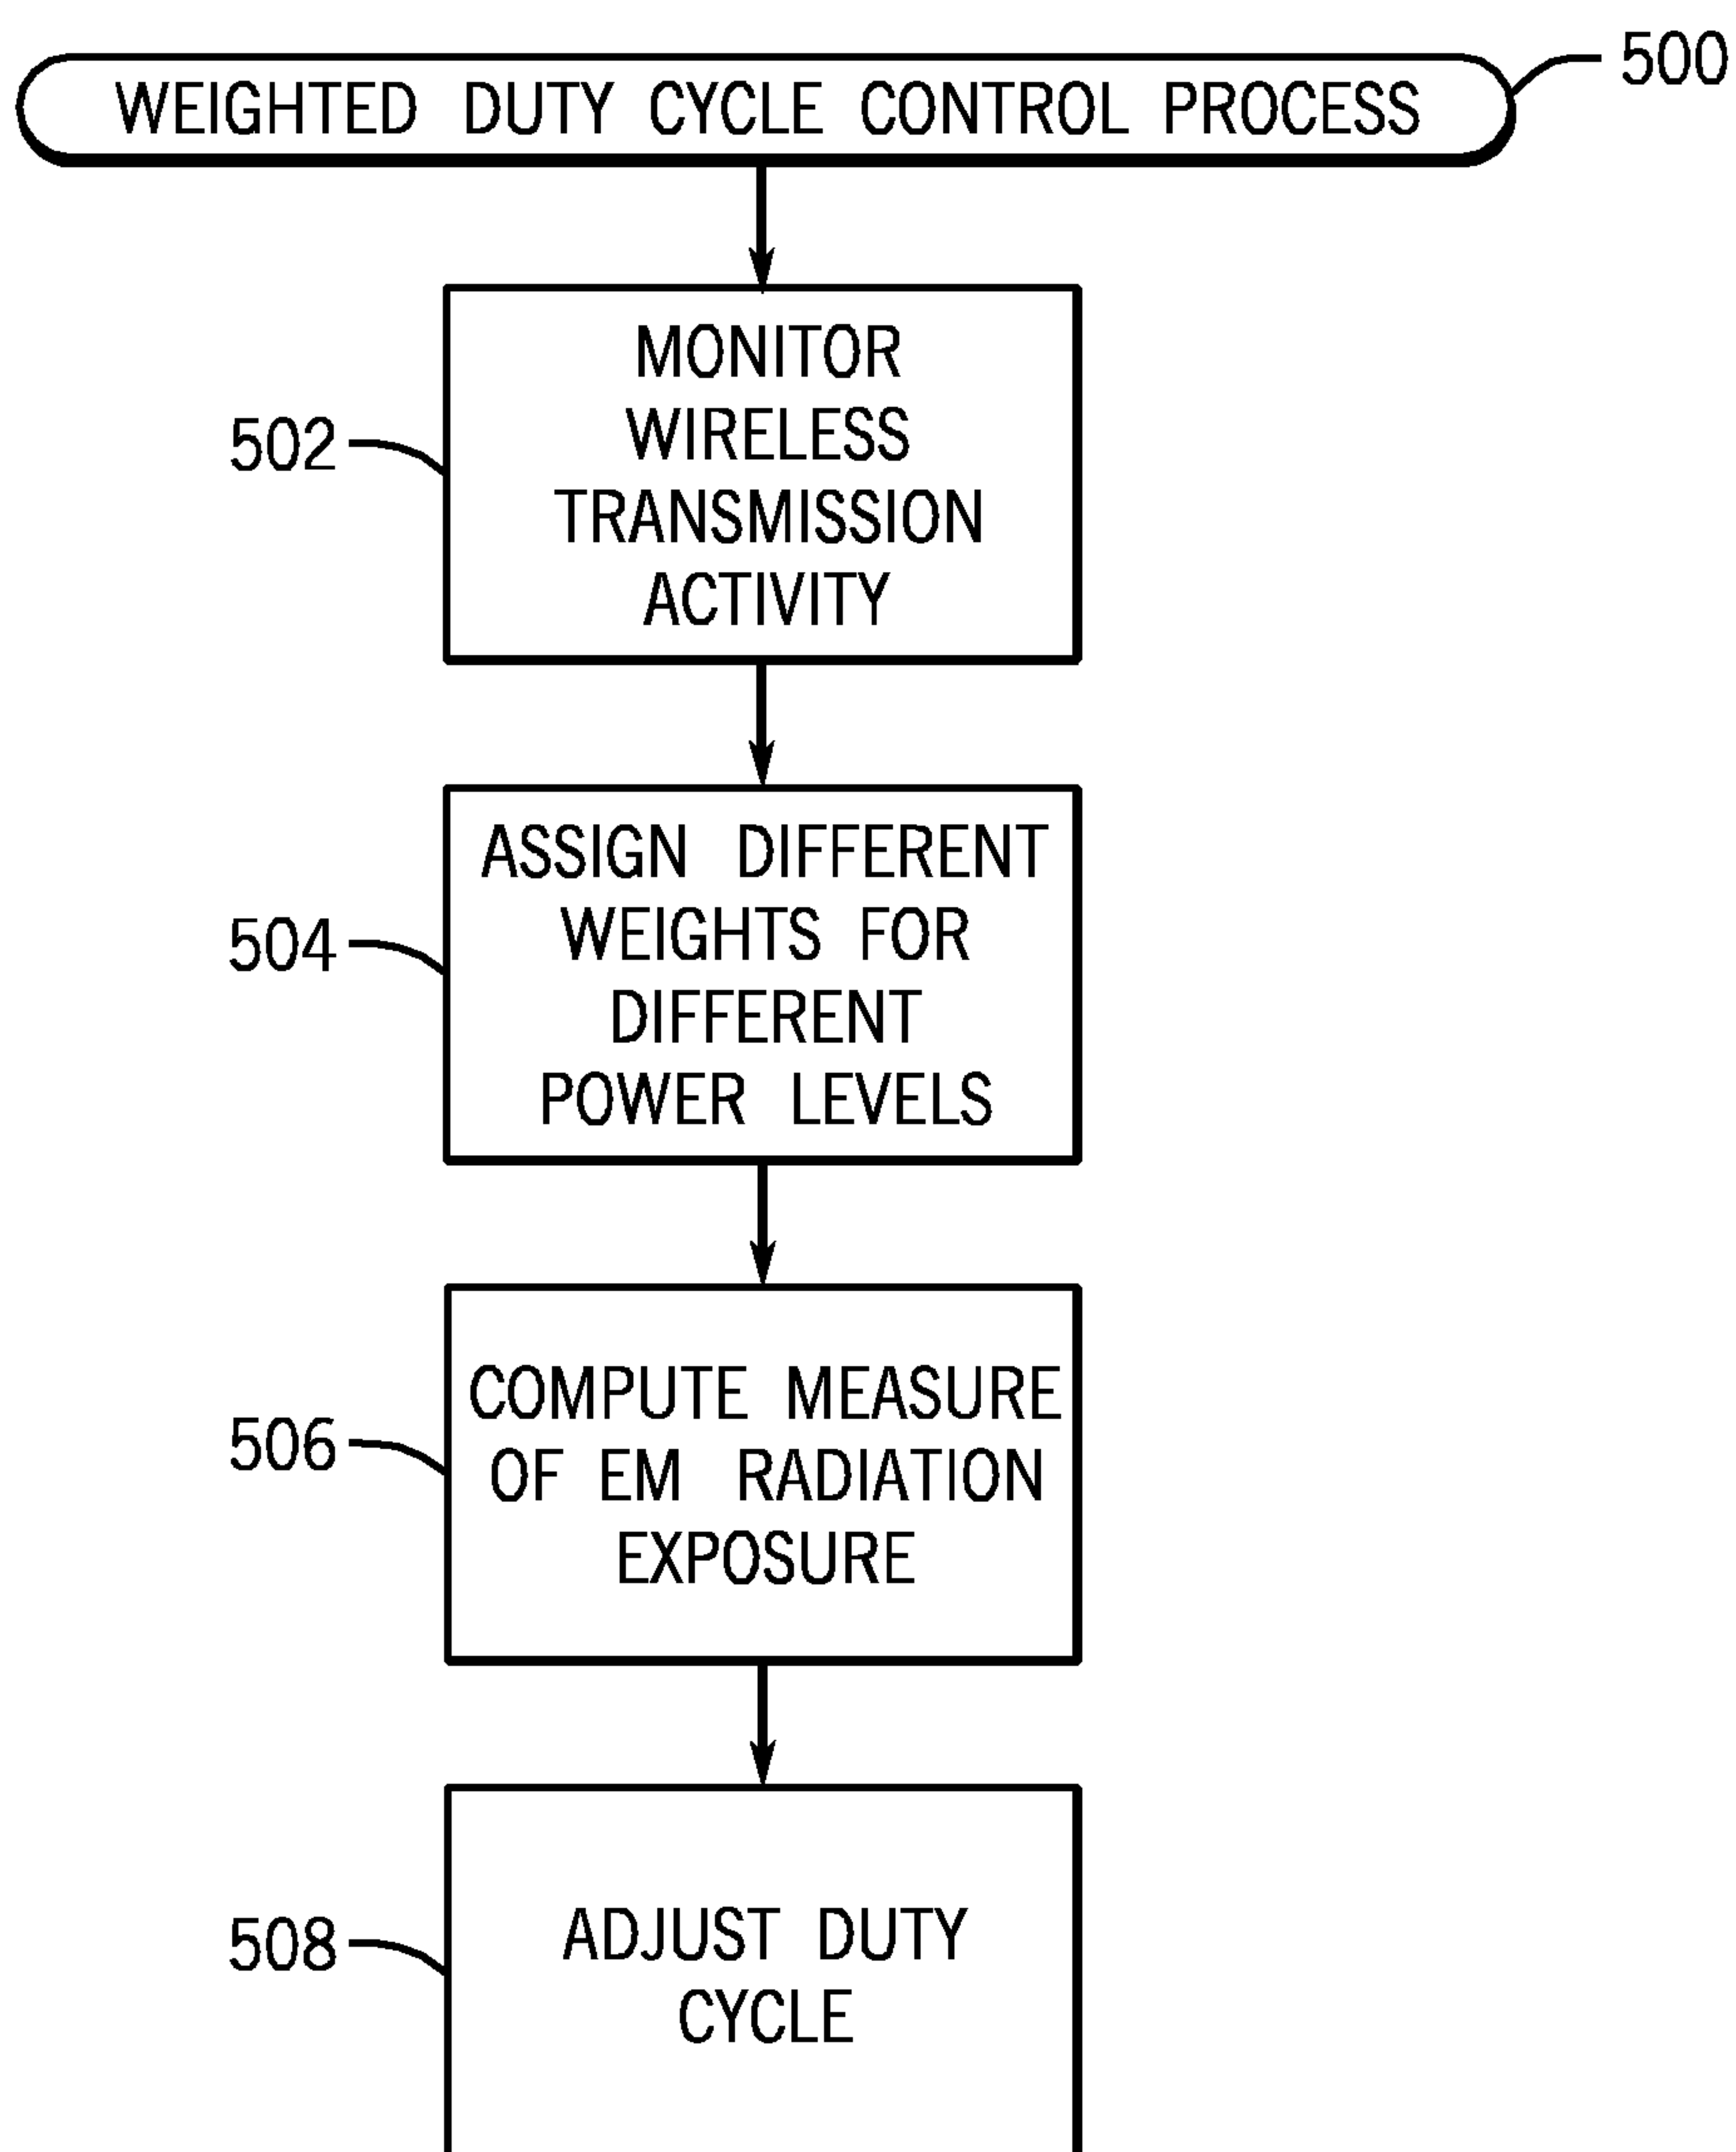 500
WEIGHTED DUTY CYCLE CONTROL PROCESS
MONITOR
WIRELESS
TRANSMISSION
ACTIVITY
502
ASSIGN DIFFERENT
WEIGHTS FOR
DIFFERENT
POWER LEVELS
504
COMPUTE MEASURE
OF EM RADIATION
EXPOSURE
506
ADJUST DUTY
CYCLE
508